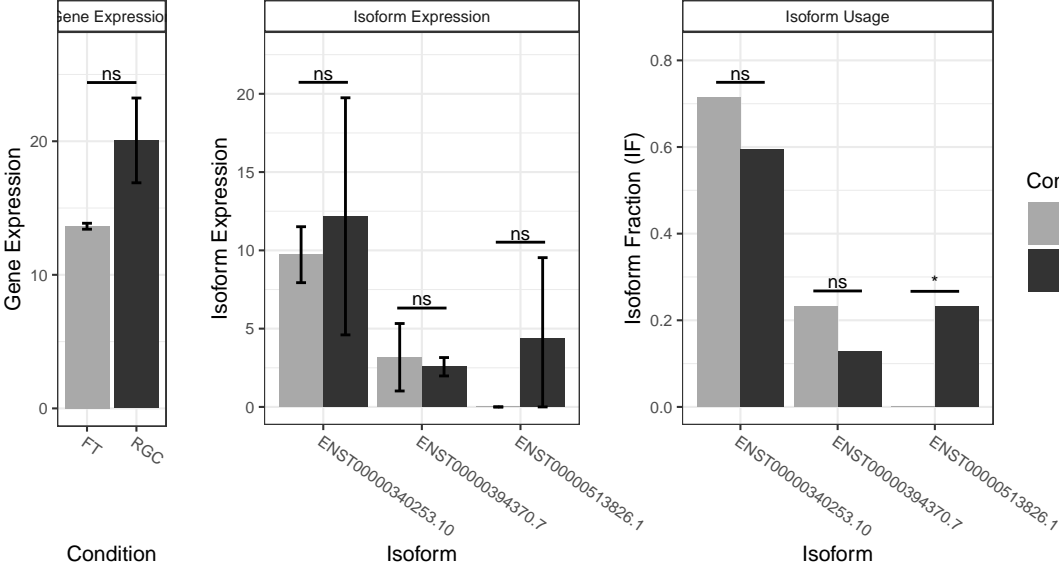 Gene Expression
Isoform Expression
Isoform Usage
Gene Expression
0
10
20
ns
FT
RGC
Condition
Isoform Expression
0
5
10
15
20
ns
ns
ns
ENST00000340253.10
ENST00000394370.7
ENST00000513826.1
Isoform
Isoform Fraction (IF)
0.0
0.2
0.4
0.6
0.8
ns
ns
*
ENST00000340253.10
ENST00000394370.7
ENST00000513826.1
Isoform